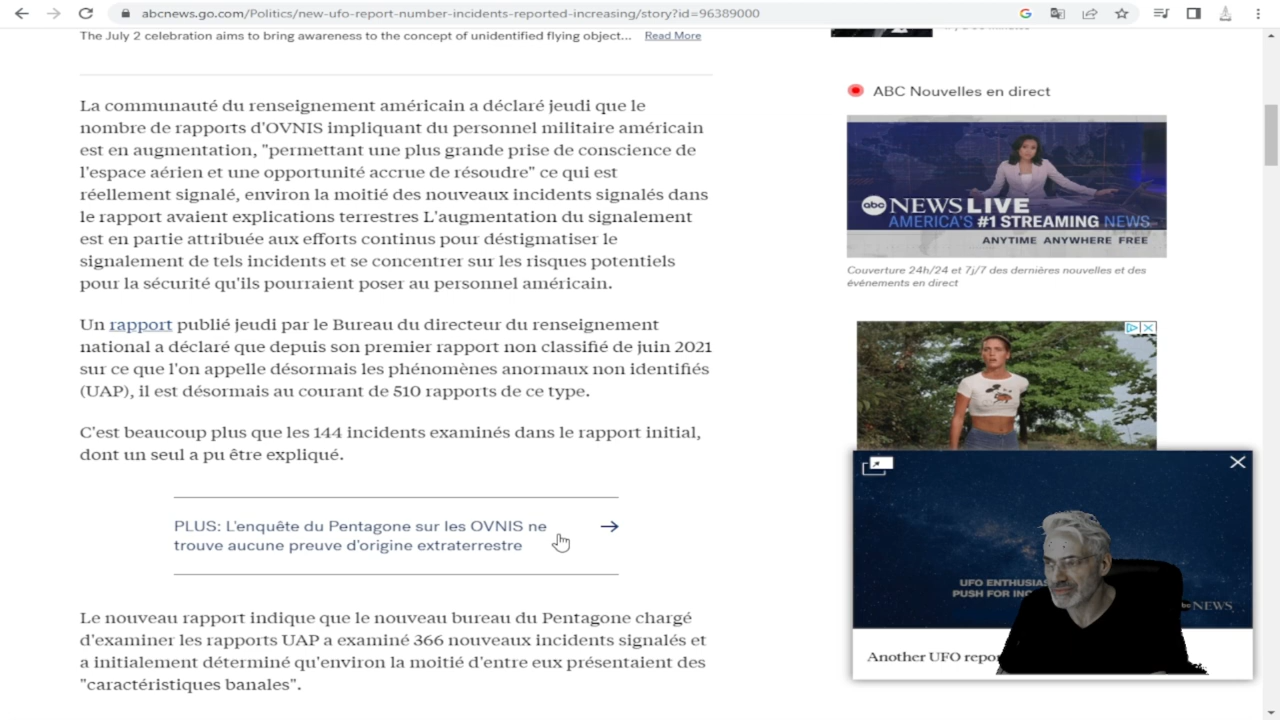 abcnews.go.com/Politics/new-ufo-report-number-incidents-reported-increasing/story?id=96389000
The July 2 celebration aims to bring awareness to the concept of unidentified flying object... Read More
La communauté du renseignement américain a déclaré jeudi que le
nombre de rapports d'OVNIS impliquant du personnel militaire américain
est en augmentation, "permettant une plus grande prise de conscience de
l'espace aérien et une opportunité accrue de résoudre" ce qui est
réellement signalé, environ la moitié des nouveaux incidents signalés dans
le rapport avaient explications terrestres L'augmentation du signalement
est en partie attribuée aux efforts continus pour déstigmatiser le
signalement de tels incidents et se concentrer sur les risques potentiels
pour la sécurité qu'ils pourraient poser au personnel américain.
Un rapport publié jeudi par le Bureau du directeur du renseignement
national a déclaré que depuis son premier rapport non classifié de juin 2021
sur ce que l'on appelle désormais les phénomènes anormaux non identifiés
(UAP), il est désormais au courant de 510 rapports de ce type.
C'est beaucoup plus que les 144 incidents examinés dans le rapport initial,
dont un seul a pu être expliqué.
PLUS: L'enquête du Pentagone sur les OVNIS ne
trouve aucune preuve d'origine extraterrestre
Le nouveau rapport indique que le nouveau bureau du Pentagone chargé
d'examiner les rapports UAP a examiné 366 nouveaux incidents signalés et
a initialement déterminé qu'environ la moitié d'entre eux présentaient des
"caractéristiques banales".
ABC Nouvelles en direct
abc NEWS LIVE
AMERICA'S #1 STREAMING NEWS
ANYTIME ANYWHERE FREE
Couverture 24h/24 et 7j/7 des dernières nouvelles et des
événements en direct
UFO
PUSH FOR
NEWS
Another UFO